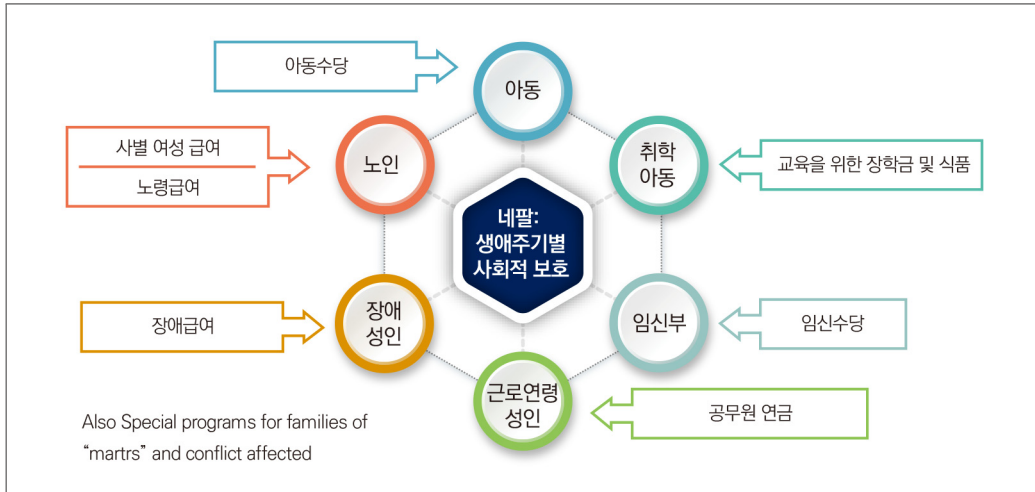 아동수당
아동
사별 여성 급여
노령급여
노인
취학
아동
교육을 위한 장학금 및 식품
네팔:
생애주기별
사회적 보호
장애급여
장애
성인
임신부
임신수당
근로연령
성인
공무원 연금
Also Special programs for families of
“martrs” and conflict affected